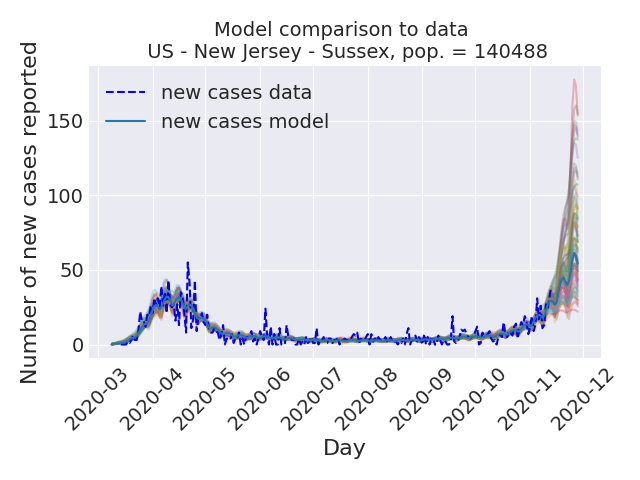 Model comparison to data
US - New Jersey - Sussex, pop. = 140488
Number of new cases reported
150
100
50
0
new cases data
new cases model
2020-03
2020-04
2020-05
2020-06
2020-07
2020-08
2020-09
2020-10
2020-11
2020-12
Day